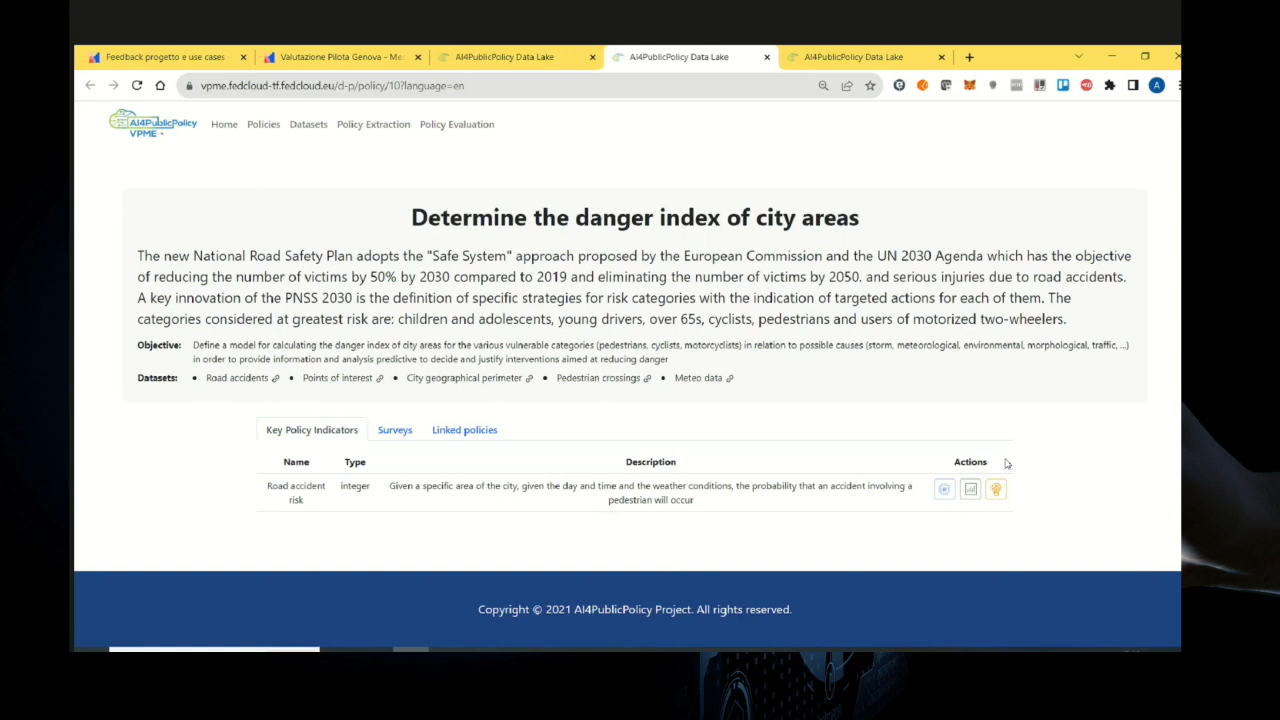 Feedback progetto e use cases
Valutazione Pilota Genova - Me
AI4PublicPolicy Data Lake
AI4PublicPolicy Data Lake
AI4PublicPolicy Data Lake
vpme.fedcloud-tf.fedcloud.eu/d-p/policy/10?language=en
A
AI4PublicPolicy
VPME
Home
Policies
Datasets
Policy Extraction
Policy Evaluation
Determine the danger index of city areas
The new National Road Safety Plan adopts the "Safe System" approach proposed by the European Commission and the UN 2030 Agenda which has the objective
of reducing the number of victims by 50% by 2030 compared to 2019 and eliminating the number of victims by 2050. and serious injuries due to road accidents.
A key innovation of the PNSS 2030 is the definition of specific strategies for risk categories with the indication of targeted actions for each of them. The
categories considered at greatest risk are: children and adolescents, young drivers, over 65s, cyclists, pedestrians and users of motorized two-wheelers.
Objective: Define a model for calculating the danger index of city areas for the various vulnerable categories (pedestrians, cyclists, motorcyclists) in relation to possible causes (storm, meteorological, environmental, morphological, traffic, ...)
in order to provide information and analysis predictive to decide and justify interventions aimed at reducing danger
Datasets: • Road accidents • Points of interest • City geographical perimeter • Pedestrian crossings • Meteo data
Key Policy Indicators
Surveys
Linked policies
Name Type Description Actions
Road accident integer Given a specific area of the city, given the day and time and the weather conditions, the probability that an accident involving a
risk pedestrian will occur
Copyright © 2021 AI4PublicPolicy Project. All rights reserved.